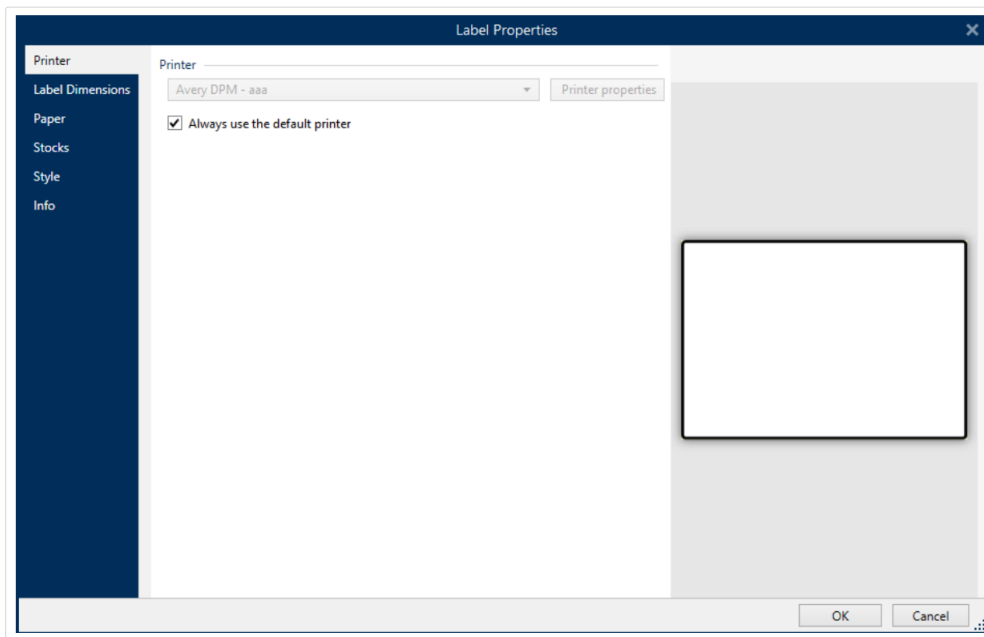 Label Properties
Printer
Label Dimensions
Paper
Stocks
Style
Info
Printer
Avery DPM - aaa
Printer properties
Always use the default printer
OK
Cancel